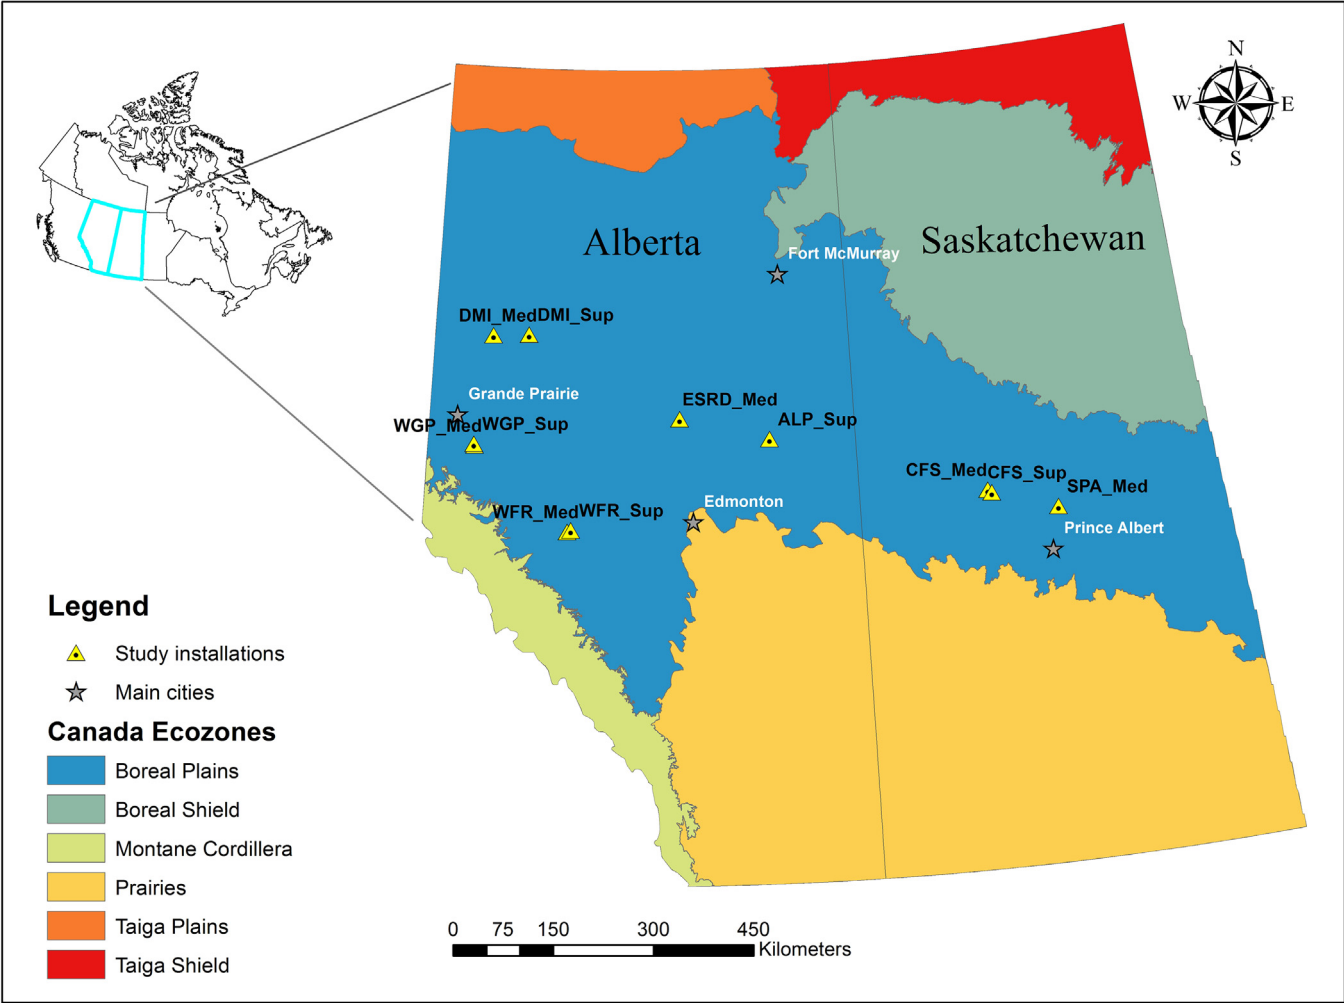 N
W E
S
Alberta
Saskatchewan
Fort McMurray
DMI_Med DMI_Sup
Grande Prairie
ESRD_Med
WGP_Med WGP_Sup
ALP_Sup
CFS_Med CFS_Sup
SPA_Med
WFR_Med WFR_Sup
Edmonton
Prince Albert
Legend
Study installations
Main cities
Canada Ecozones
Boreal Plains
Boreal Shield
Montane Cordillera
Prairies
Taiga Plains
Taiga Shield
0 75 150 300 450
Kilometers